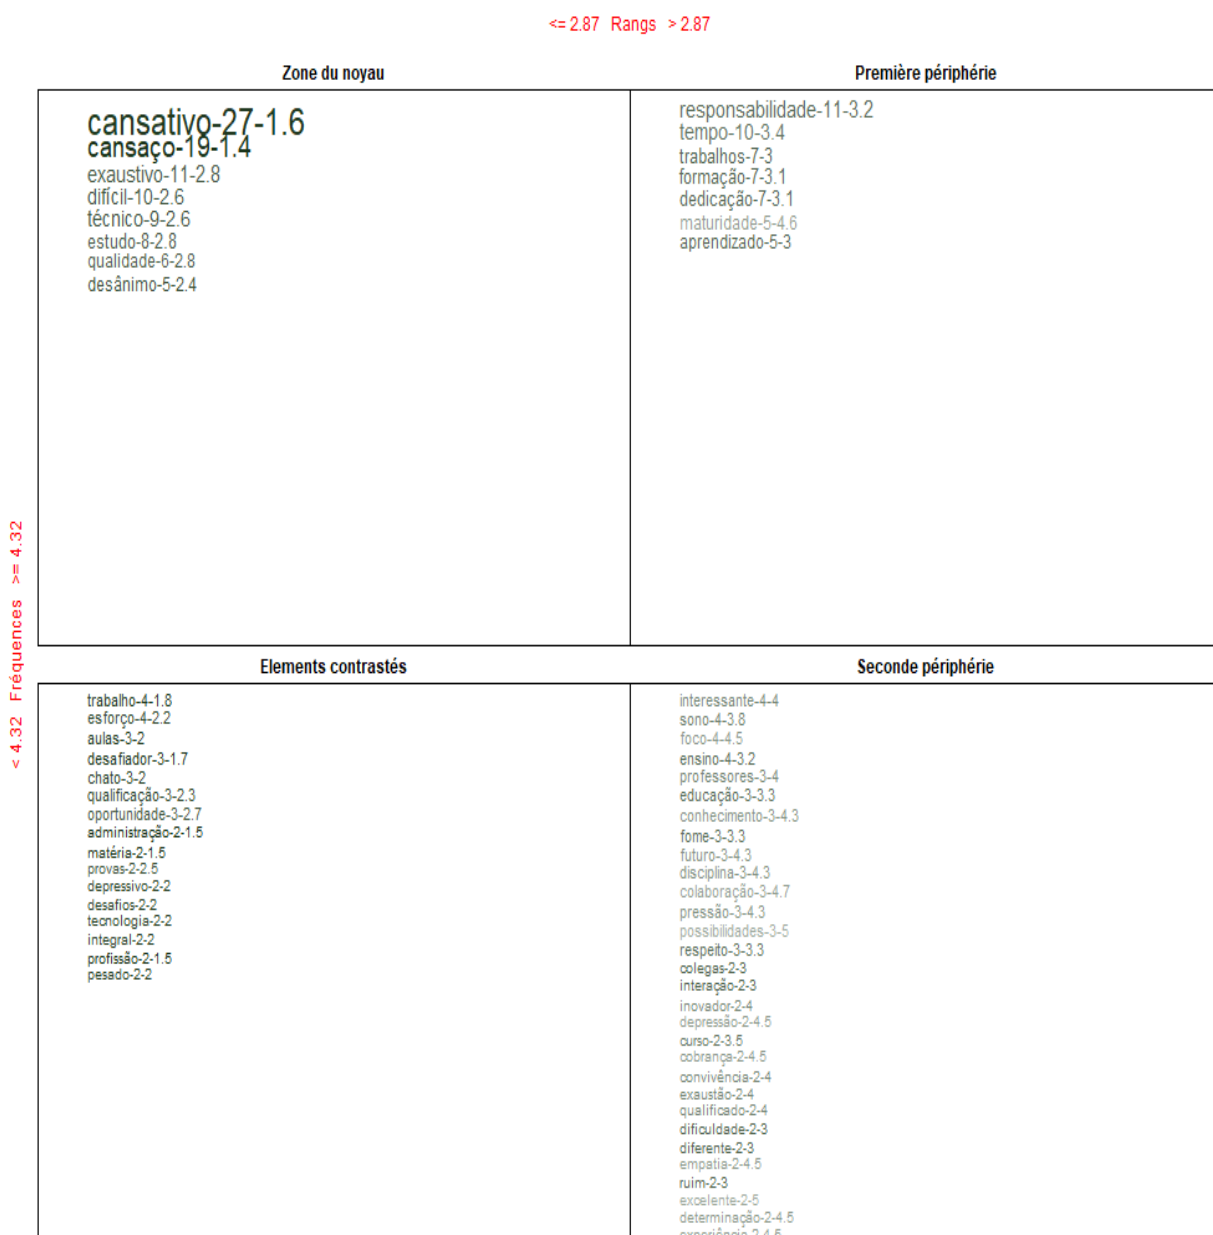 <= 2.87 Rangs > 2.87
Zone du noyau
cansativo-27-1.6
cansaço-19-1.4
exaustivo-11-2.8
difícil-10-2.6
técnico-9-2.6
estudo-8-2.8
qualidade-6-2.8
desânimo-5-2.4
Première périphérie
responsabilidade-11-3.2
tempo-10-3.4
trabalhos-7-3
formação-7-3.1
dedicação-7-3.1
maturidade-5-4.6
aprendizado-5-3
< 4.32 Fréquences >= 4.32
Elements contrastés
trabalho-4-1.8
esforço-4-2.2
aulas-3-2
desafiador-3-1.7
chato-3-2
qualificação-3-2.3
oportunidade-3-2.7
administração-2-1.5
matéria-2-1.5
provas-2-2.5
depressivo-2-2
desafios-2-2
tecnologia-2-2
integral-2-2
profissão-2-1.5
pesado-2-2
Seconde périphérie
interessante-4-4
sono-4-3.8
foco-4-4.5
ensino-4-3.2
professores-3-4
educação-3-3.3
conhecimento-3-4.3
fome-3-3.3
futuro-3-4.3
disciplina-3-4.3
colaboração-3-4.7
pressão-3-4.3
possibilidades-3-5
respeito-3-3.3
colegas-2-3
interação-2-3
inovador-2-4
depressão-2-4.5
curso-2-3.5
cobrança-2-4.5
convivência-2-4
exaustão-2-4
qualificado-2-4
dificuldade-2-3
diferente-2-3
empatia-2-4.5
ruim-2-3
excelente-2-5
determinação-2-4.5
experiência-2-4.5